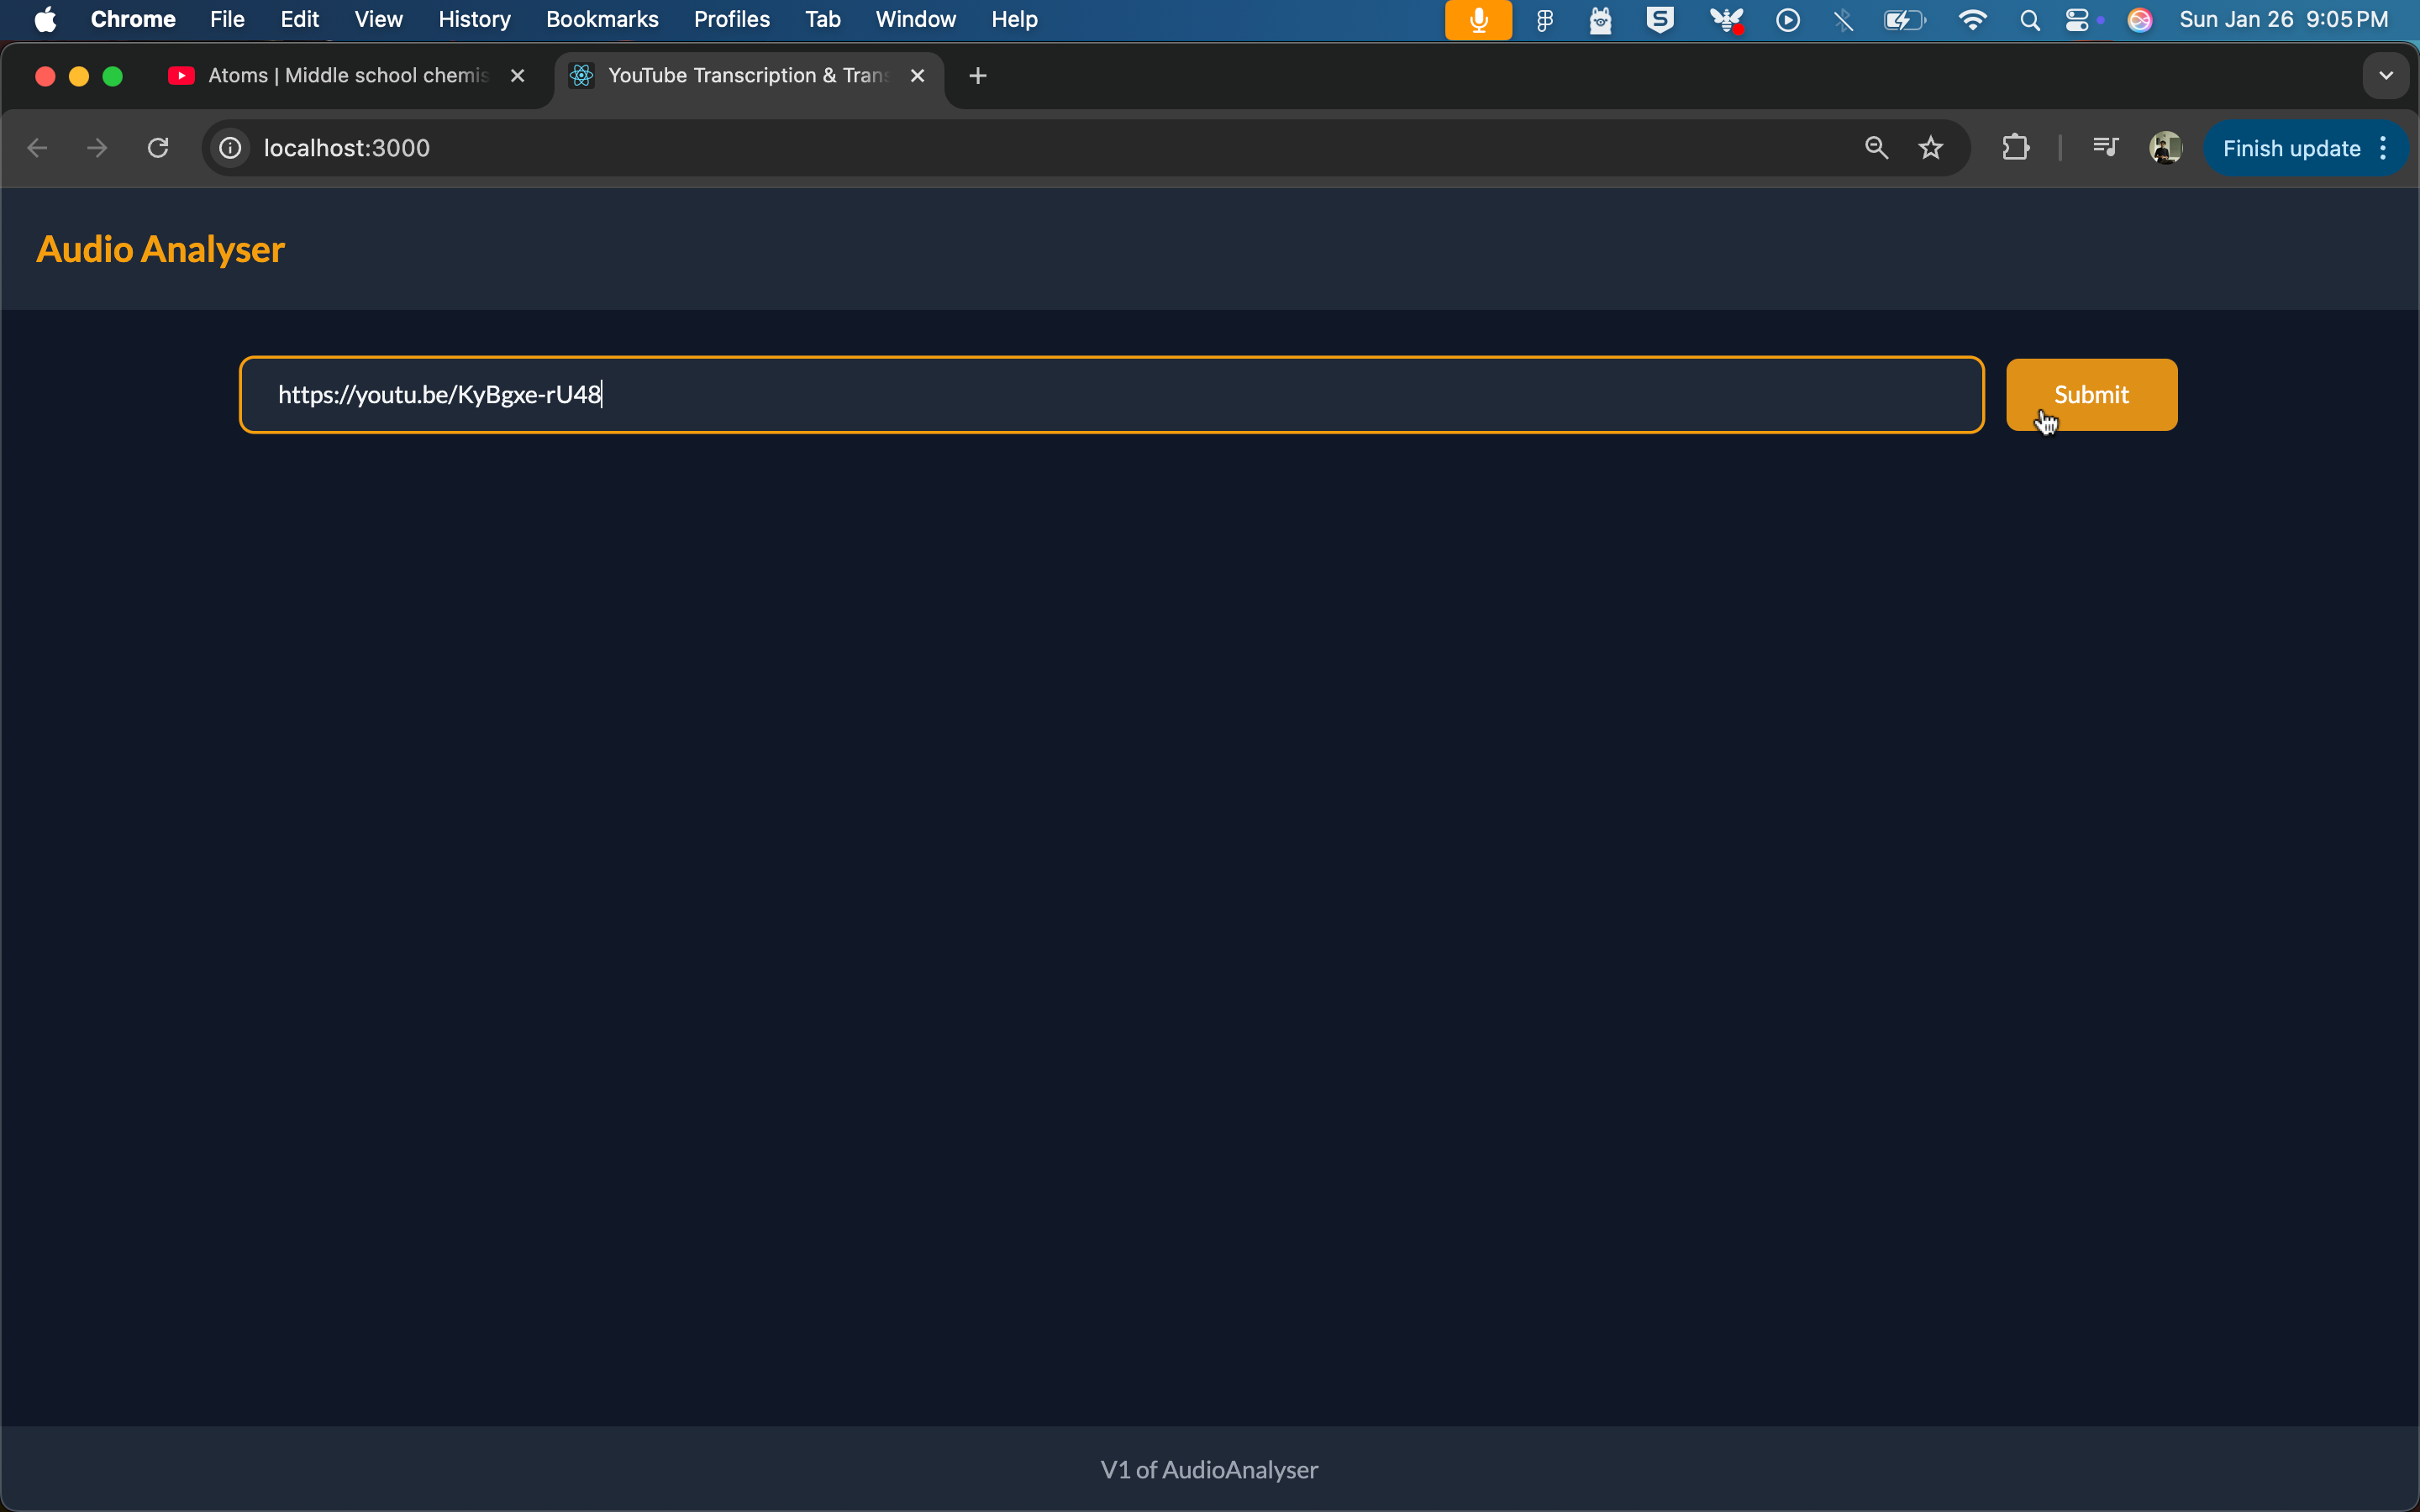 Chrome File Edit View History Bookmarks Profiles Tab Window Help Sun Jan 26 9:05 PM
Atoms | Middle school chemis YouTube Transcription & Trans
localhost:3000 Finish update
Audio Analyser
https://youtu.be/KyBgxe-rU48 Submit
V1 of AudioAnalyser